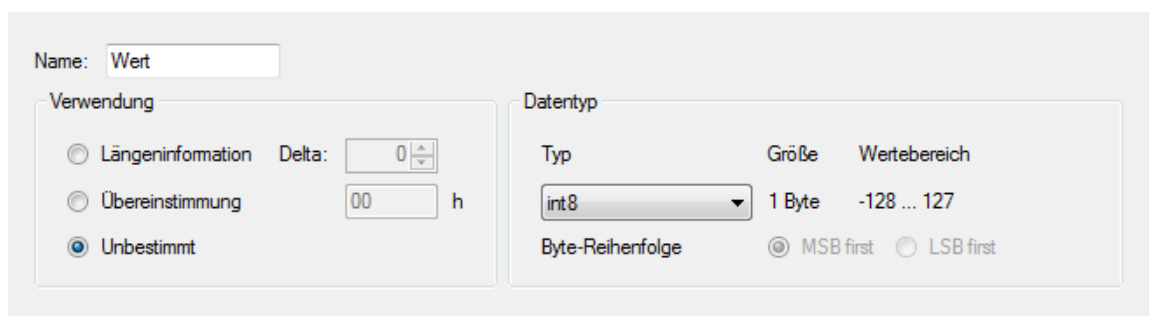 Name: Wert
Verwendung
Längeninformation Delta: 0
Übereinstimmung 00 h
Unbestimmt
Datentyp
Typ Größe Wertebereich
int8 1 Byte -128 ... 127
Byte-Reihenfolge MSB first LSB first